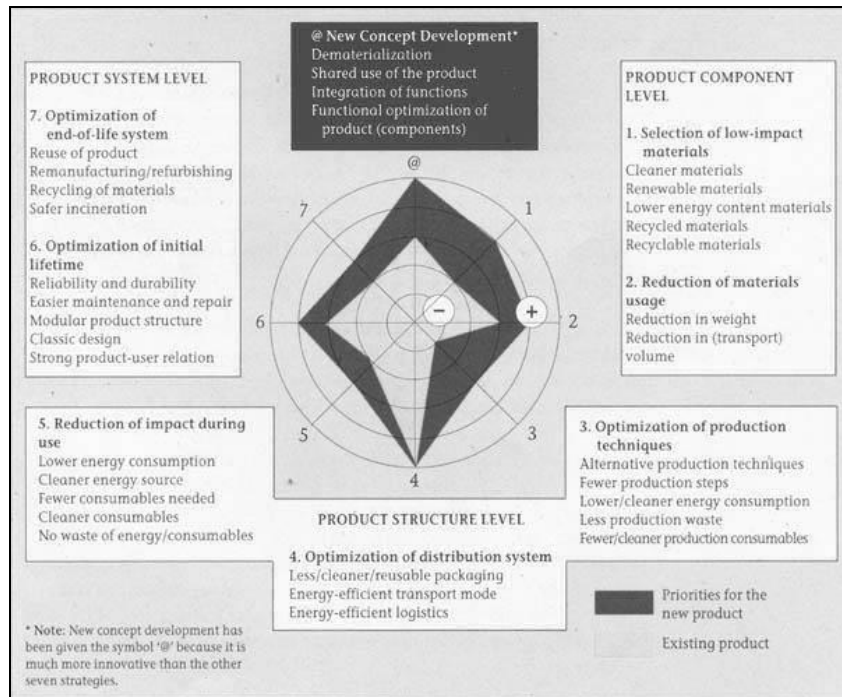 @ New Concept Development*
Dematerialization
Shared use of the product
Integration of functions
Functional optimization of
product (components)
PRODUCT SYSTEM LEVEL
7. Optimization of
end-of-life system
Reuse of product
Remanufacturing/refurbishing
Recycling of materials
Safer incineration
6. Optimization of initial
lifetime
Reliability and durability
Easier maintenance and repair
Modular product structure
Classic design
Strong product-user relation
PRODUCT COMPONENT
LEVEL
1. Selection of low-impact
materials
Cleaner materials
Renewable materials
Lower energy content materials
Recycled materials
Recyclable materials
2. Reduction of materials
usage
Reduction in weight
Reduction in (transport)
volume
@
7
1
6
−
+
2
5
3
4
5. Reduction of impact during
use
Lower energy consumption
Cleaner energy source
Fewer consumables needed
Cleaner consumables
No waste of energy/consumables
3. Optimization of production
techniques
Alternative production techniques
Fewer production steps
Lower/cleaner energy consumption
Less production waste
Fewer/cleaner production consumables
PRODUCT STRUCTURE LEVEL
4. Optimization of distribution system
Less/cleaner/reusable packaging
Energy-efficient transport mode
Energy-efficient logistics
Priorities for the
new product
Existing product
* Note: New concept development has
been given the symbol '@' because it is
much more innovative than the other
seven strategies.